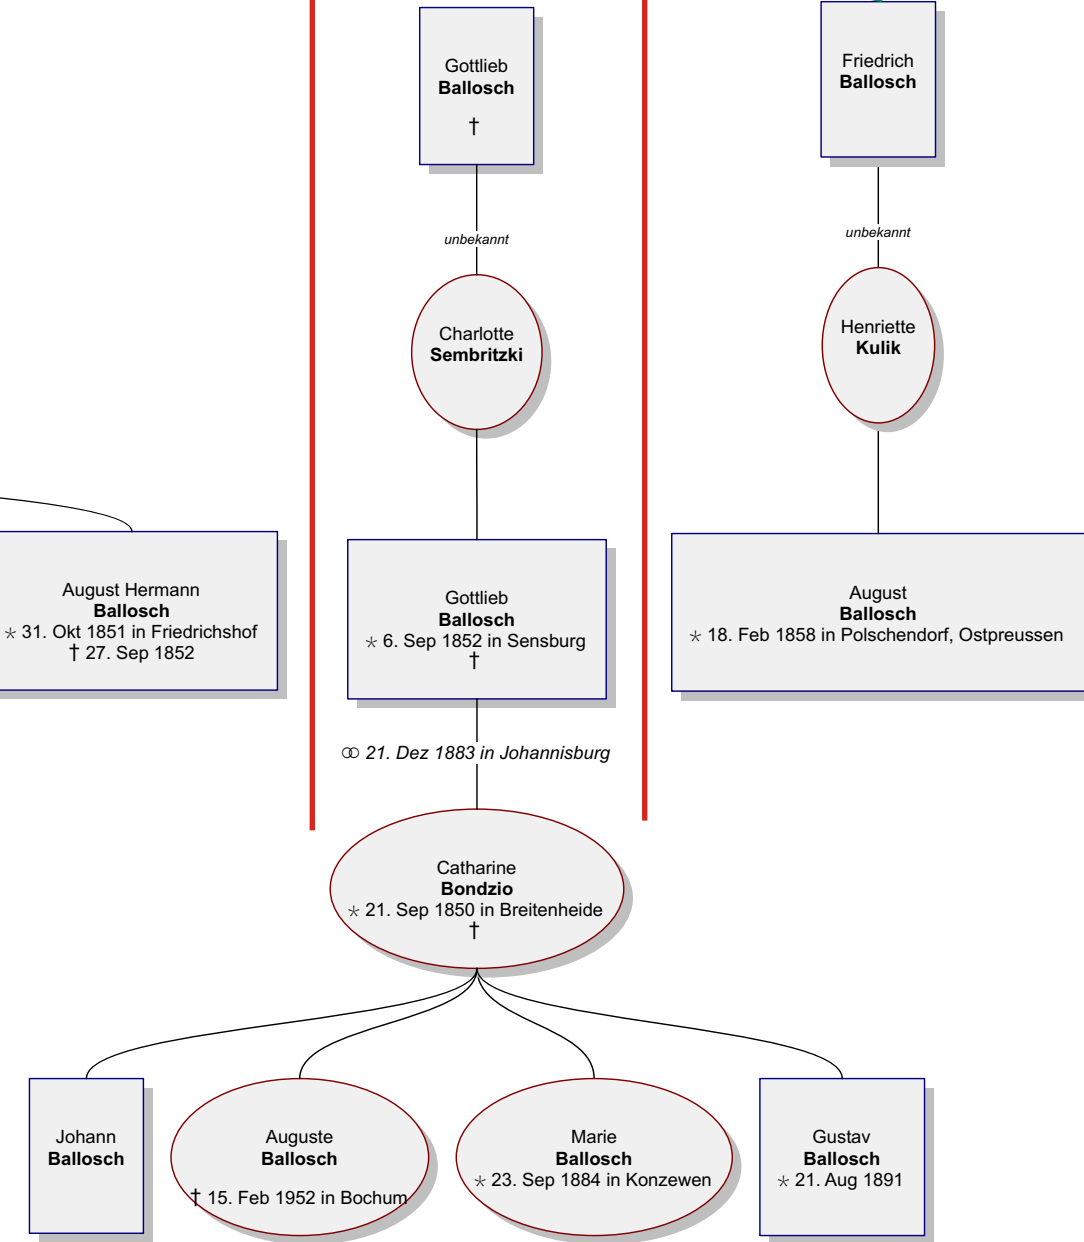 Gottlieb
Ballosch
†
unbekannt
Charlotte
Sembritzki
Friedrich
Ballosch
unbekannt
Henriette
Kulik
August Hermann
Ballosch
* 31. Okt 1851 in Friedrichshof
† 27. Sep 1852
Gottlieb
Ballosch
* 6. Sep 1852 in Sensburg
†
August
Ballosch
* 18. Feb 1858 in Polschendorf, Ostpreussen
⚭ 21. Dez 1883 in Johannisburg
Catharine
Bondzio
* 21. Sep 1850 in Breitenheide
†
Johann
Ballosch
Auguste
Ballosch
† 15. Feb 1952 in Bochum
Marie
Ballosch
* 23. Sep 1884 in Konzewen
Gustav
Ballosch
* 21. Aug 1891